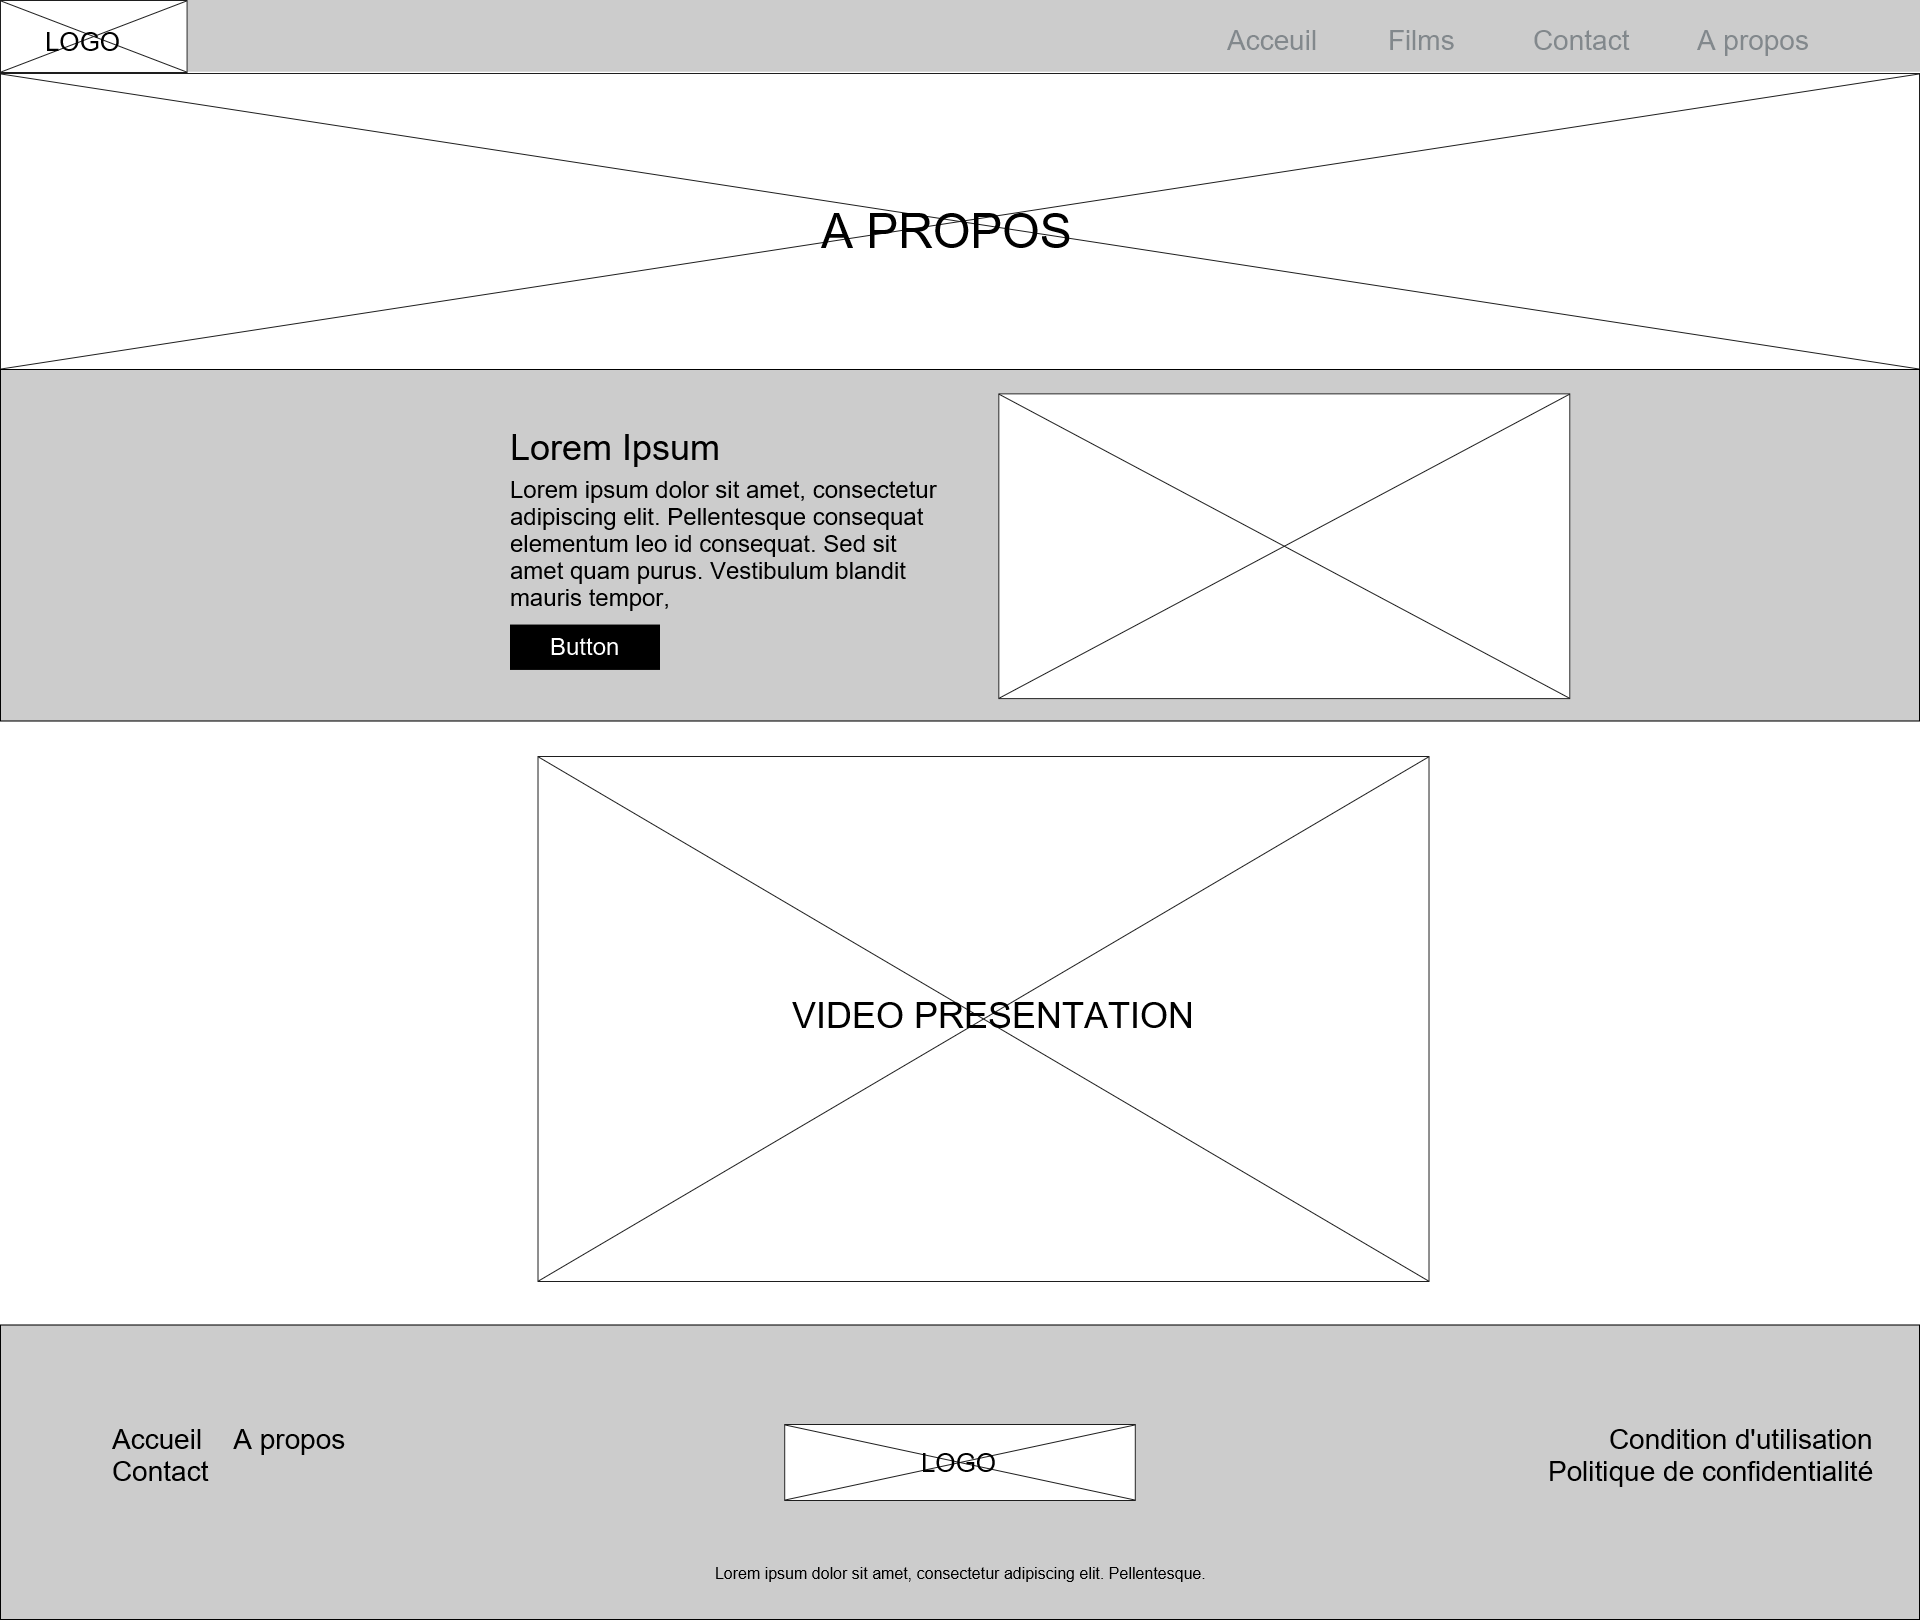 LOGO
Acceuil Films Contact A propos
A PROPOS
Lorem Ipsum
Lorem ipsum dolor sit amet, consectetur
adipiscing elit. Pellentesque consequat
elementum leo id consequat. Sed sit
amet quam purus. Vestibulum blandit
mauris tempor,
Button
VIDEO PRESENTATION
Accueil A propos
Contact
LOGO
Condition d'utilisation
Politique de confidentialité
Lorem ipsum dolor sit amet, consectetur adipiscing elit. Pellentesque.